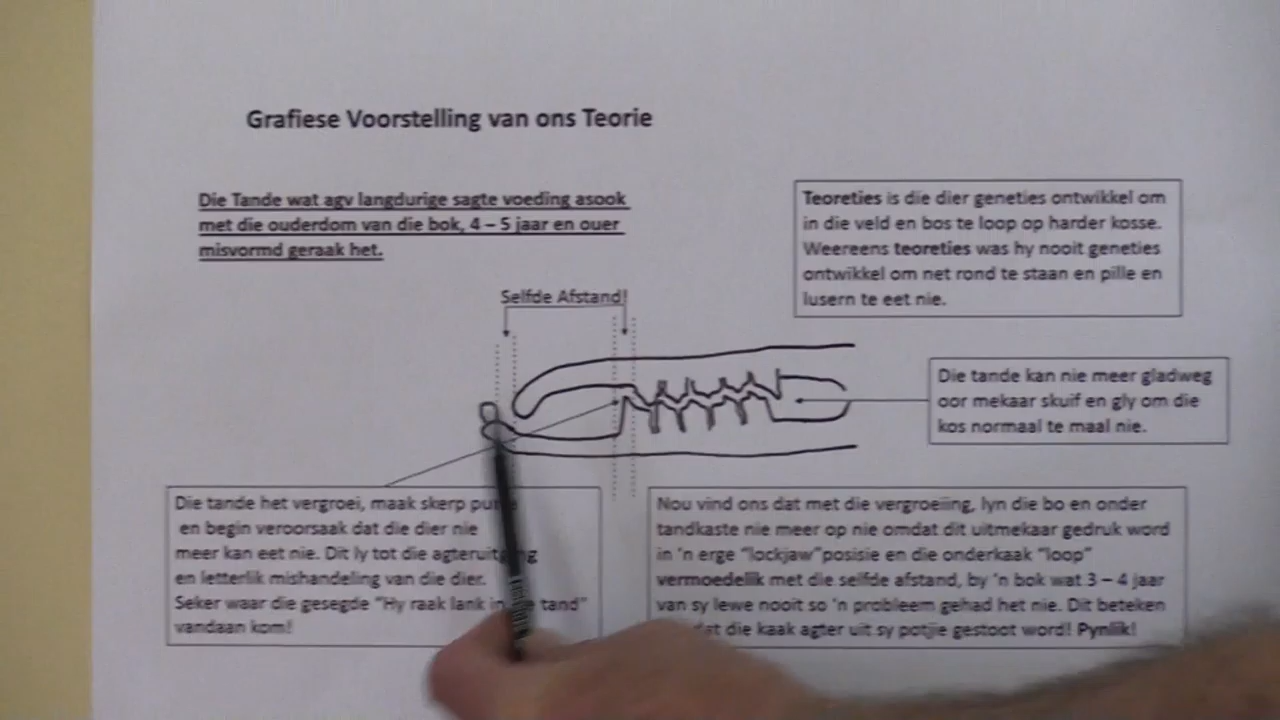 Grafiese Voorstelling van ons Teorie
Die Tande wat agv langdurige sagte voeding asook
met die ouderdom van die bok, 4 – 5 jaar en ouer
misvormd geraak het.
Teoreties is die dier geneties ontwikkel om
in die veld en bos te loop op harder kosse.
Weereens teoreties was hy nooit geneties
ontwikkel om net rond te staan en pille en
lusern te eet nie.
Selfde Afstand!
Die tande kan nie meer gladweg
oor mekaar skuif en gly om die
kos normaal te maal nie.
Die tande het vergroei, maak skerp
en begin veroorsaak dat die dier nie
meer kan eet nie. Dit ly tot die
en letterlik mishandeling van die dier.
Seker waar die gesegde "Hy raak lank in tand"
vandaan kom!
Nou vind ons dat met die vergroeiing, lyn die bo en onder
tandkaste nie meer op nie omdat dit uitmekaar gedruk word
in 'n erge "lockjaw"posisie en die onderkaak "loop"
vermoedelik met die selfde afstand, by 'n bok wat 3 – 4 jaar
van sy lewe nooit so 'n probleem gehad het nie. Dit beteken
die kaak agter uit sy potjie gestoot word! Pynlik!